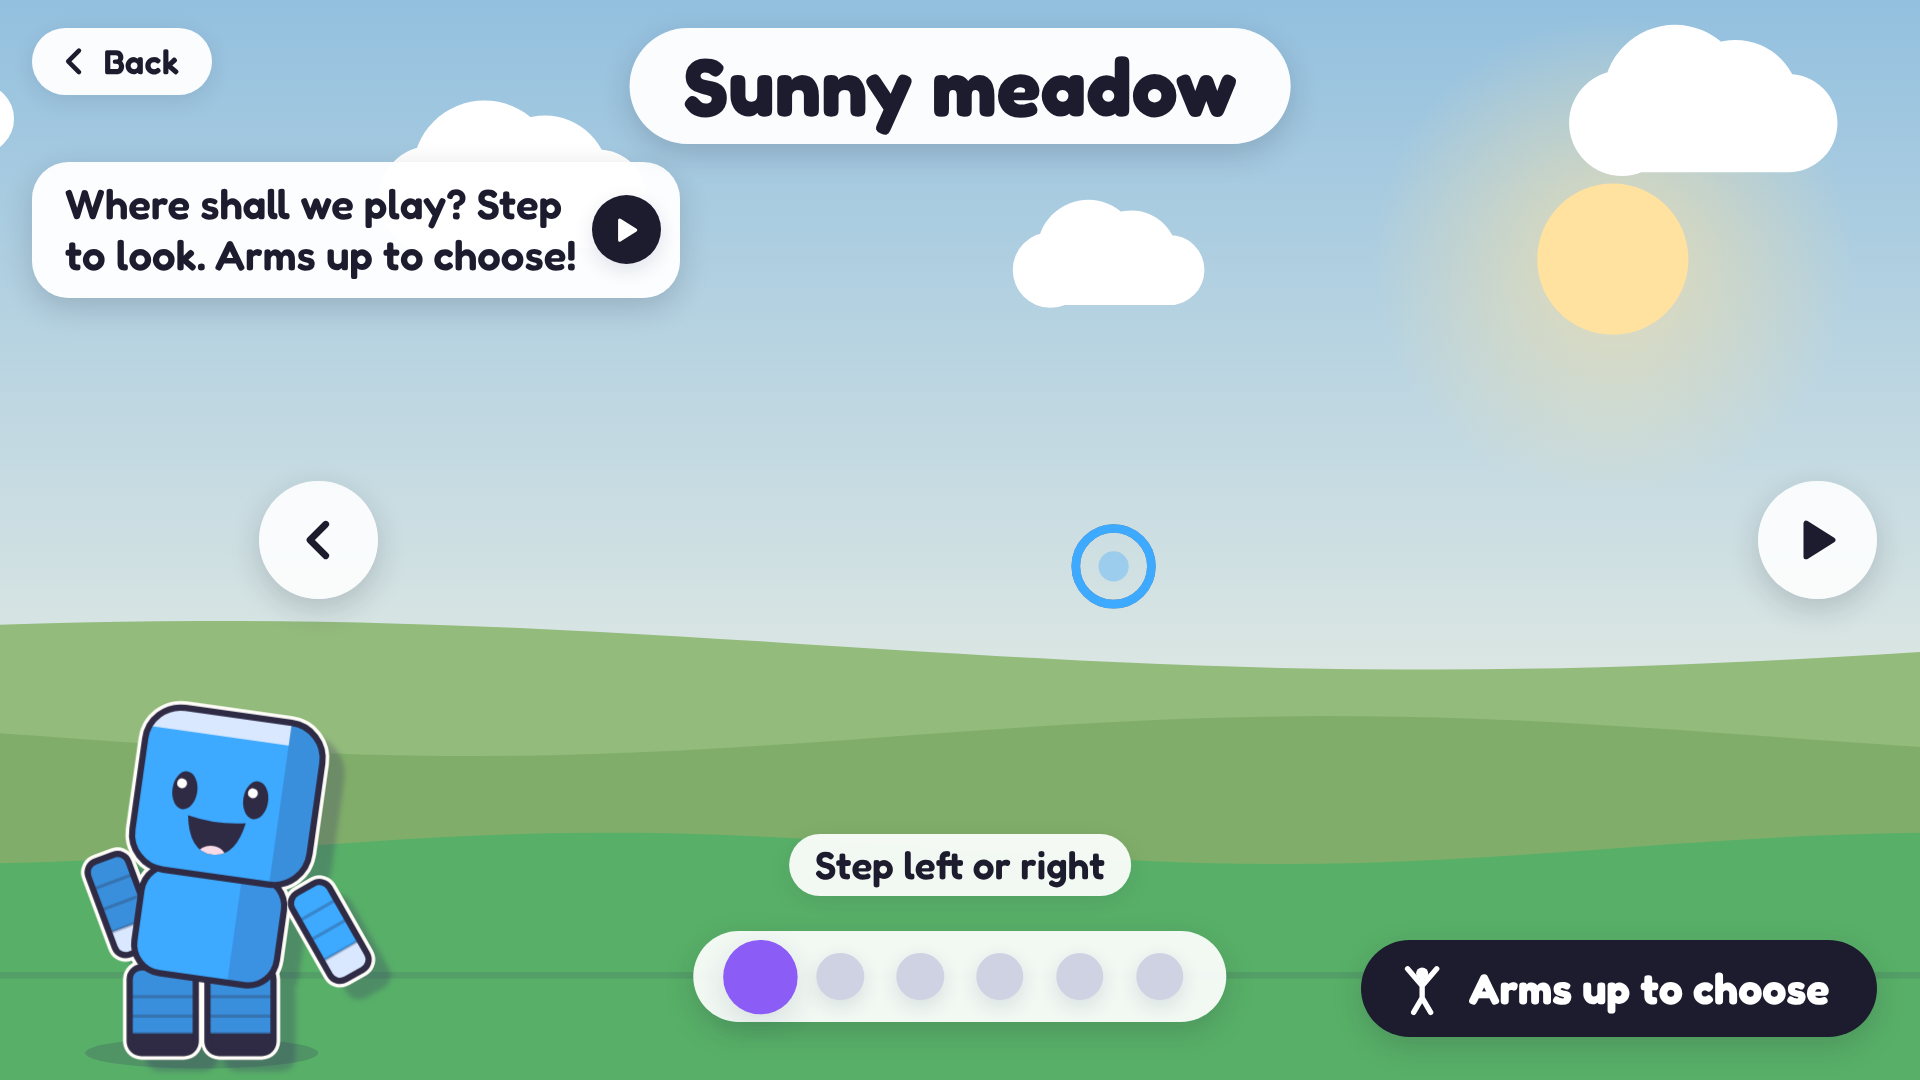 Back
Sunny meadow
Where shall we play? Step
to look. Arms up to choose!
Step left or right
Arms up to choose